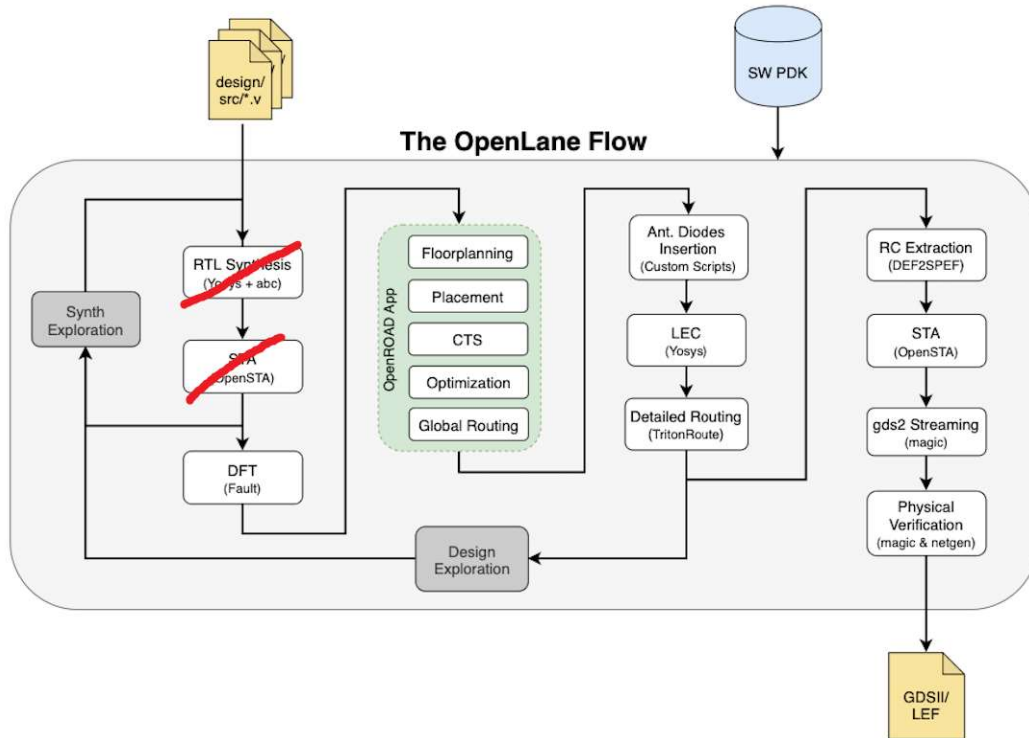 design/
src/*.v
SW PDK
The OpenLane Flow
RTL Synthesis
(Yosys + abc)
STA
(OpenSTA)
DFT
(Fault)
Synth
Exploration
OpenROAD App
Floorplanning
Placement
CTS
Optimization
Global Routing
Ant. Diodes
Insertion
(Custom Scripts)
LEC
(Yosys)
Detailed Routing
(TritonRoute)
Design
Exploration
RC Extraction
(DEF2SPEF)
STA
(OpenSTA)
gds2 Streaming
(magic)
Physical
Verification
(magic & netgen)
GDSII/
LEF